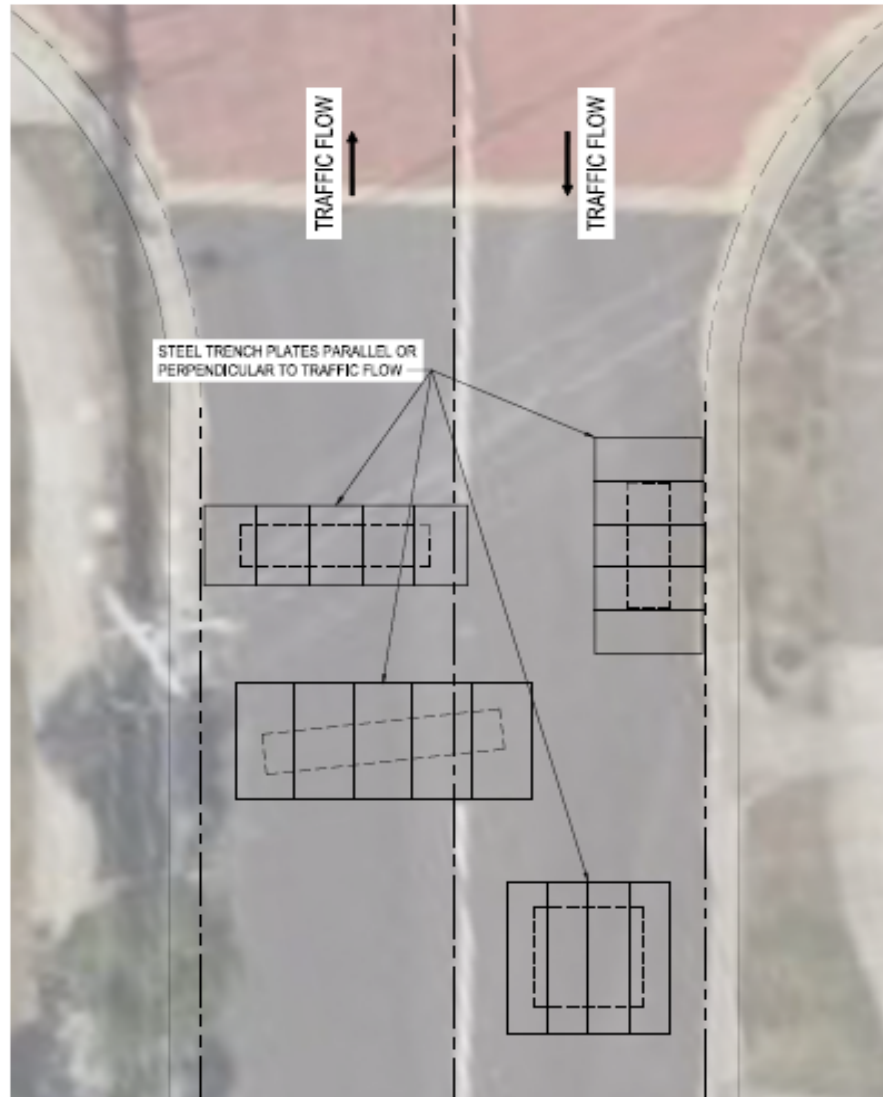 TRAFFIC FLOW
TRAFFIC FLOW
STEEL TRENCH PLATES PARALLEL OR
PERPENDICULAR TO TRAFFIC FLOW